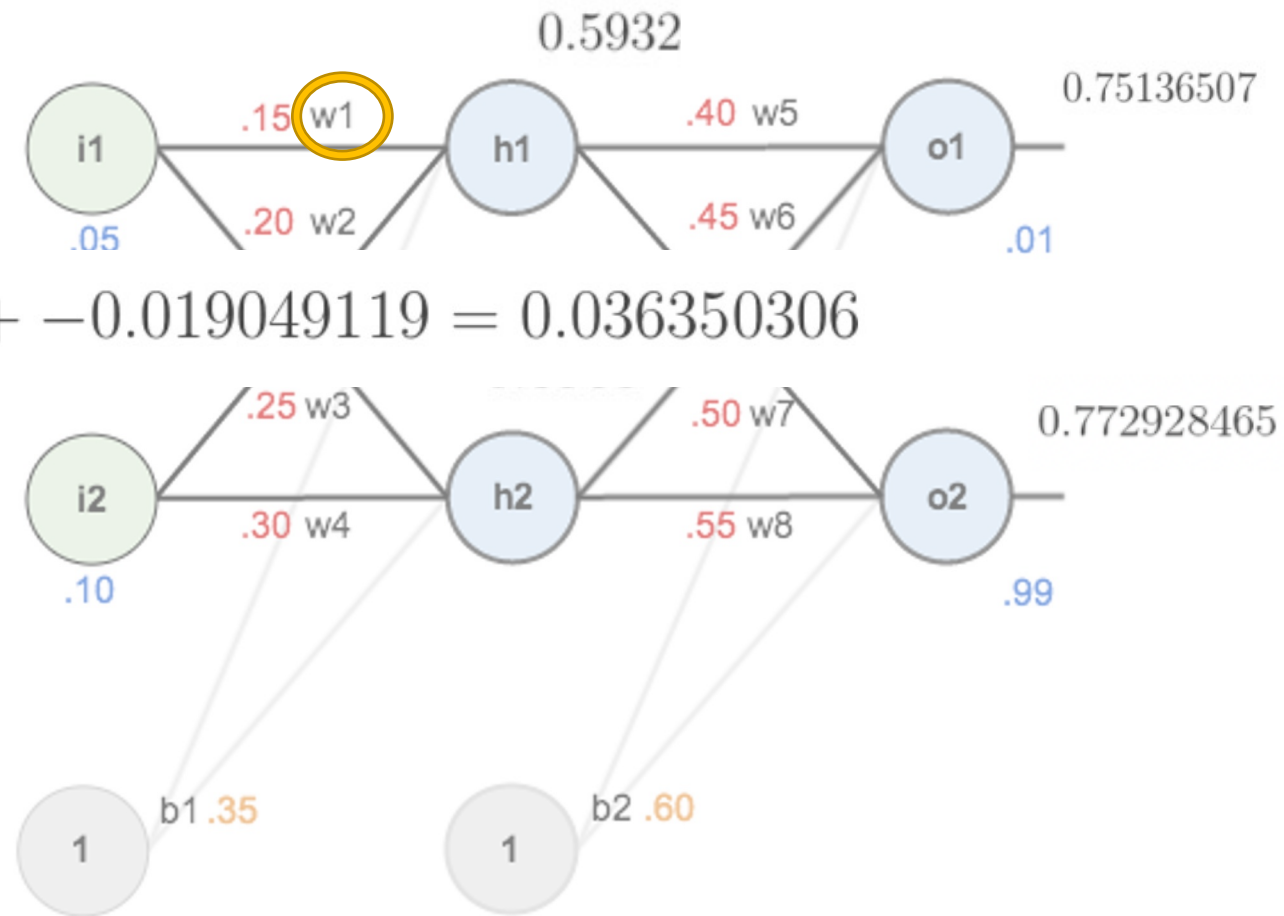 0.5932
0.75136507
.15 w1
.40 w5
i1
h1
o1
.20 w2
.45 w6
.05
.01
−0.019049119 = 0.036350306
.25 w3
.50 w7
0.772928465
i2
h2
o2
.30 w4
.55 w8
.10
.99
b1 .35
b2 .60
1
1